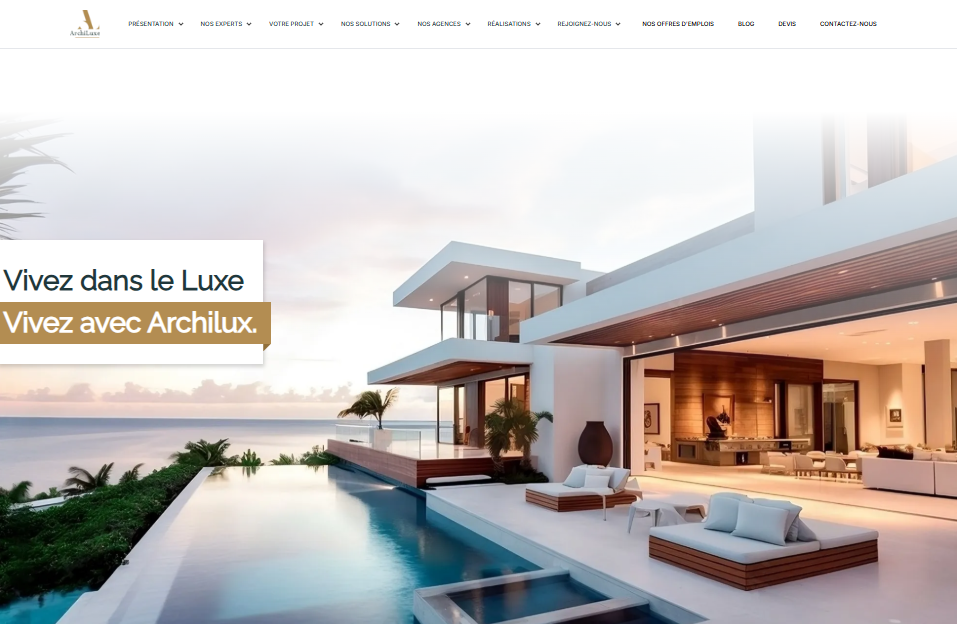 ArchiLuxe
PRÉSENTATION NOS EXPERTS VOTRE PROJET NOS SOLUTIONS NOS AGENCES RÉALISATIONS REJOIGNEZ-NOUS NOS OFFRES D'EMPLOIS BLOG DEVIS CONTACTEZ-NOUS
Vivez dans le Luxe
Vivez avec Archilux.